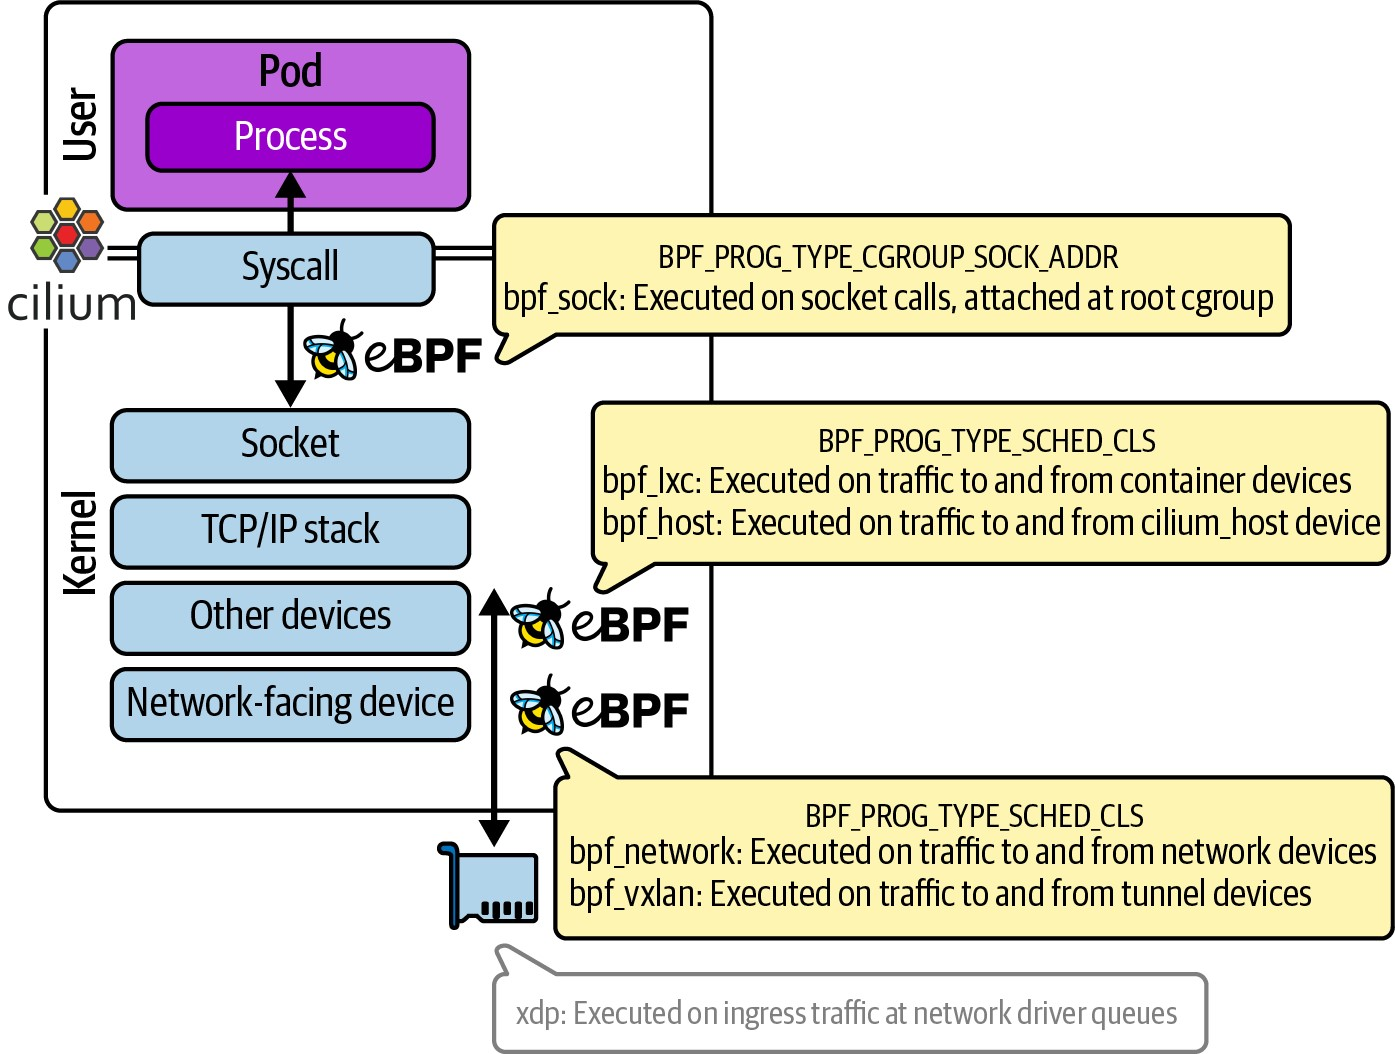 User
Pod
Process
cilium
Syscall
BPF_PROG_TYPE_CGROUP_SOCK_ADDR
bpf_sock: Executed on socket calls, attached at root cgroup
eBPF
Kernel
Socket
TCP/IP stack
Other devices
Network-facing device
BPF_PROG_TYPE_SCHED_CLS
bpf_lxc: Executed on traffic to and from container devices
bpf_host: Executed on traffic to and from cilium_host device
eBPF
eBPF
BPF_PROG_TYPE_SCHED_CLS
bpf_network: Executed on traffic to and from network devices
bpf_vxlan: Executed on traffic to and from tunnel devices
xdp: Executed on ingress traffic at network driver queues